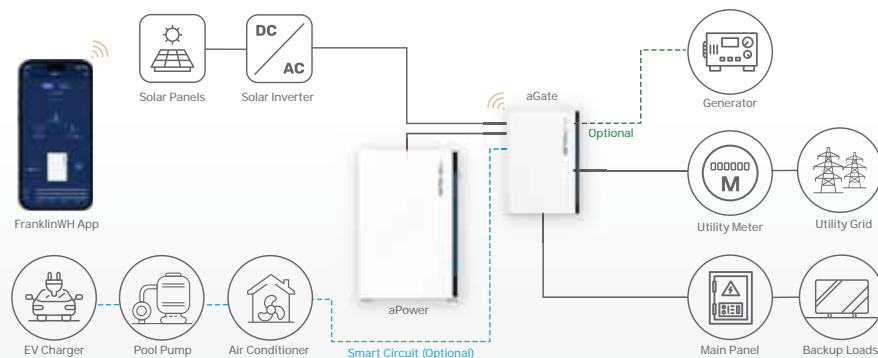 DC
AC
Solar Panels
Solar Inverter
aGate
Generator
Optional
000000
M
FranklinWH App
Utility Meter
Utility Grid
aPower
EV Charger
Pool Pump
Air Conditioner
Smart Circuit (Optional)
Main Panel
Backup Loads